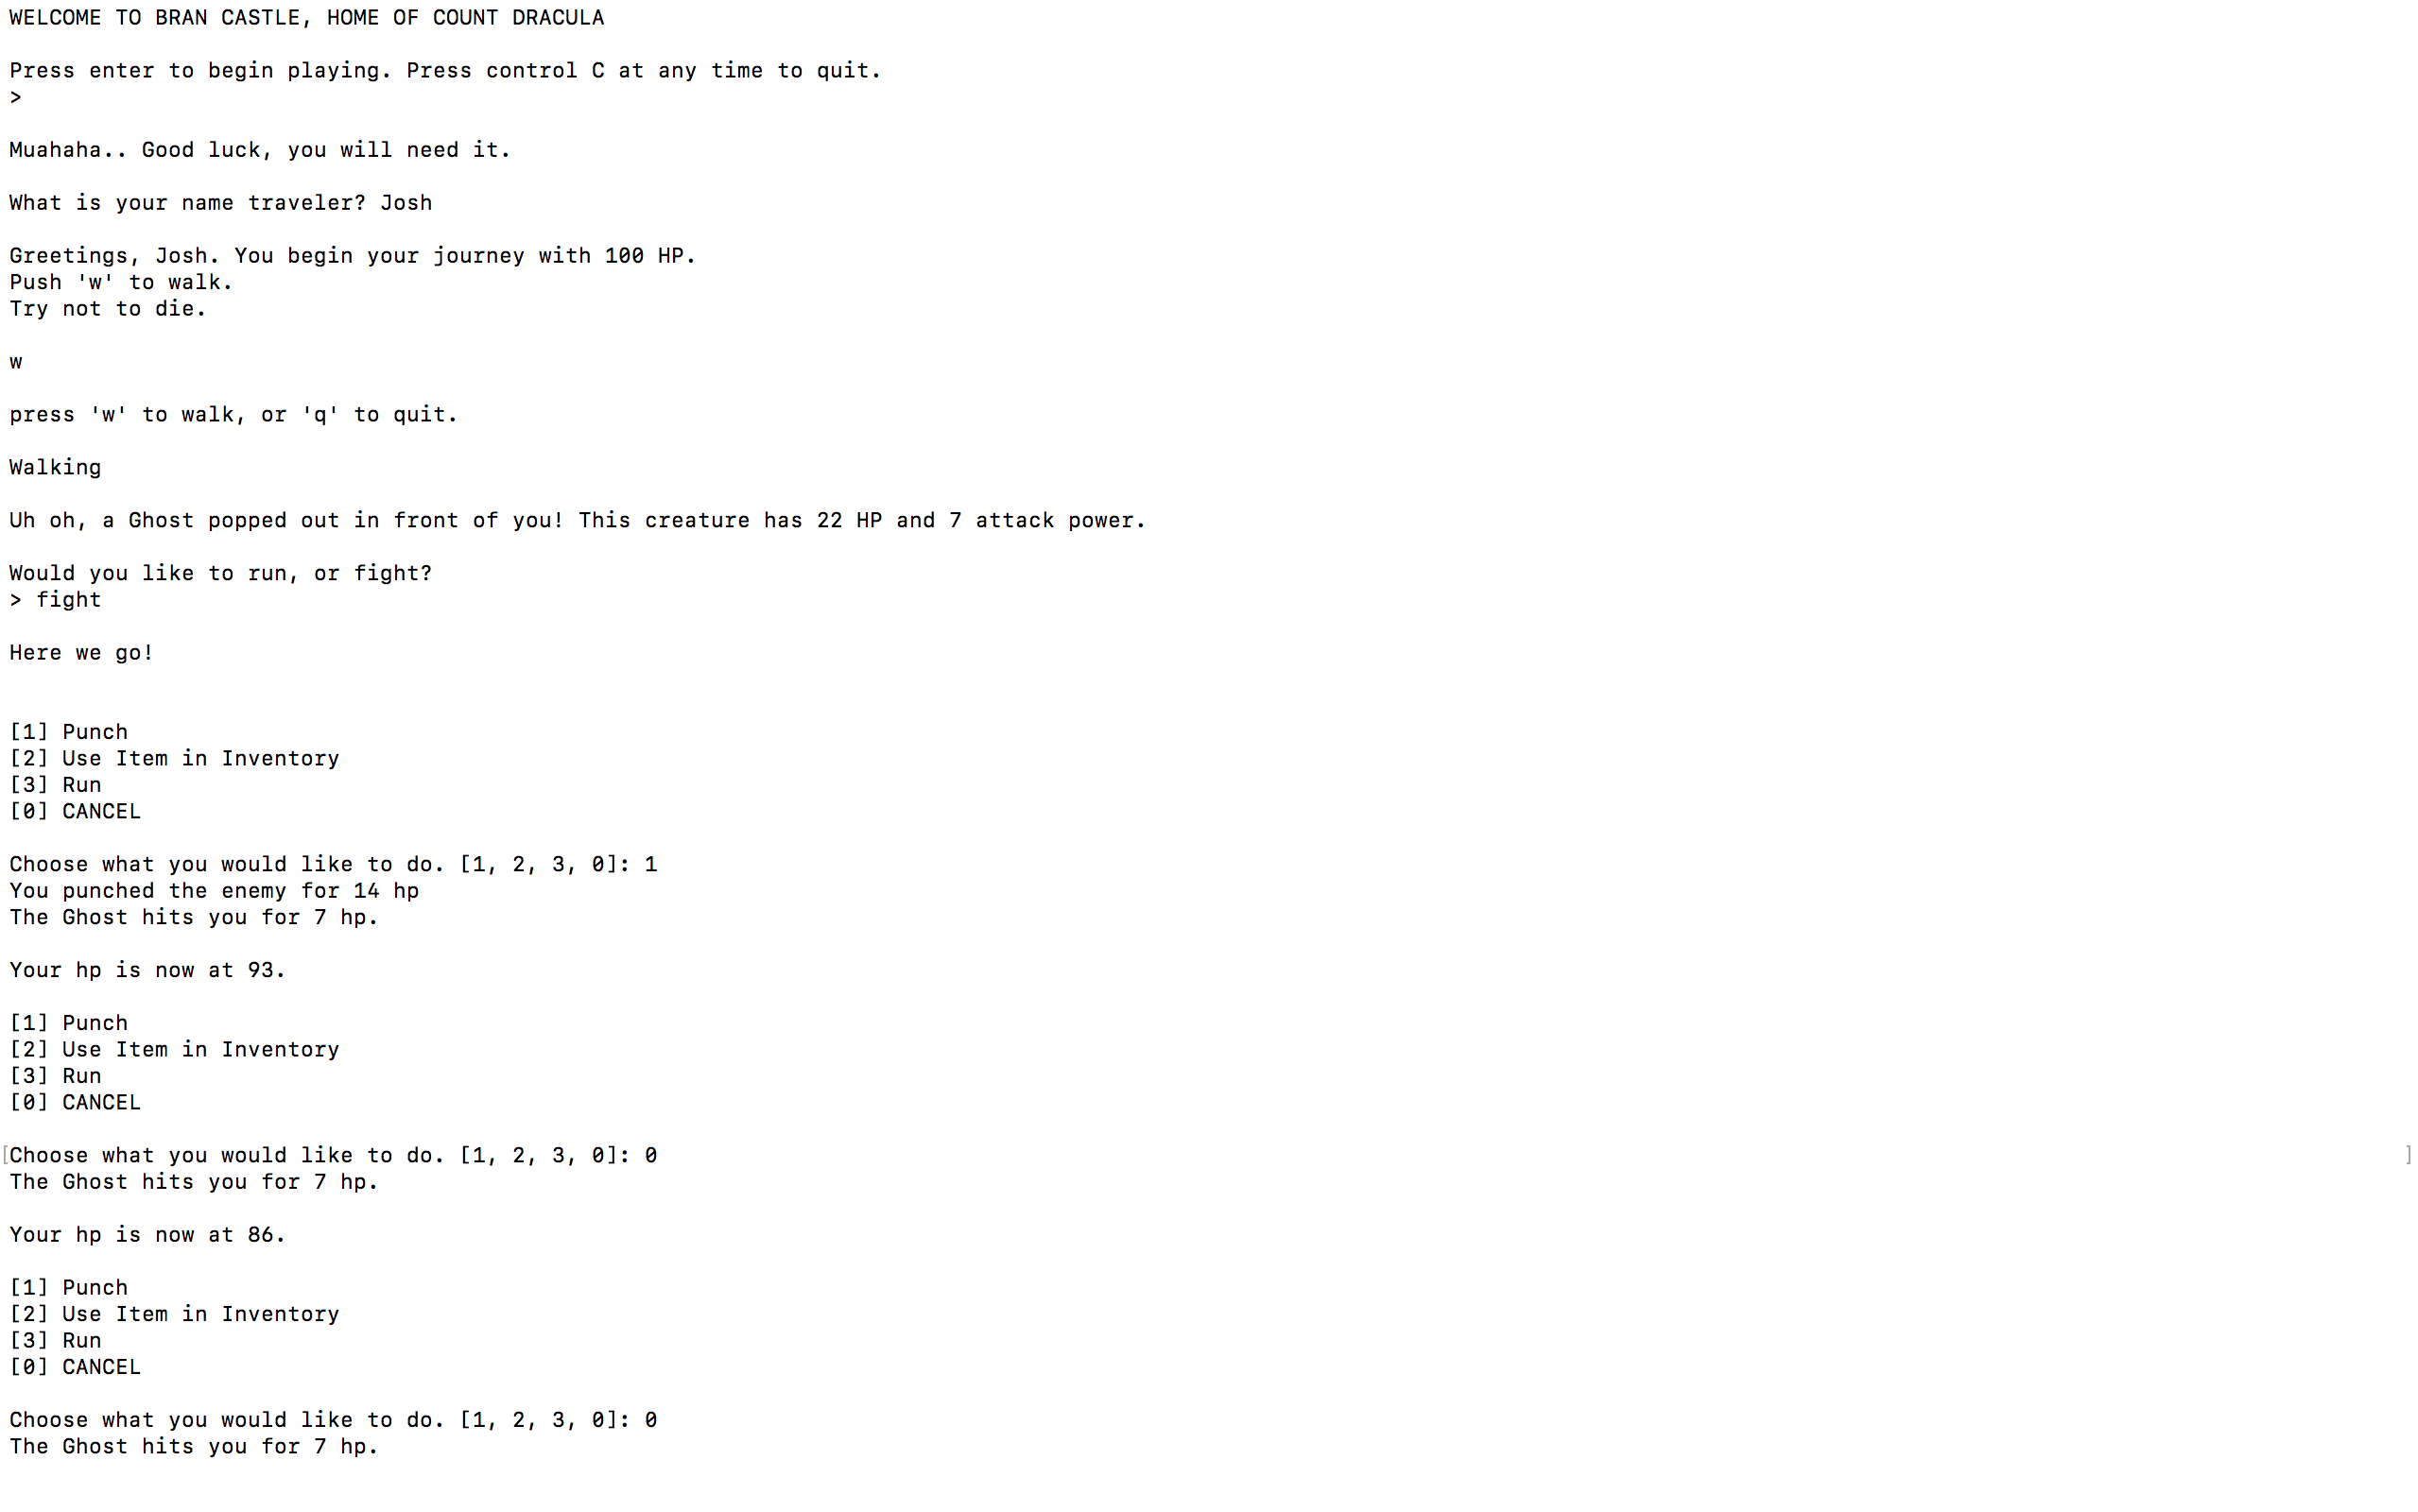 WELCOME TO BRAN CASTLE, HOME OF COUNT DRACULA
Press enter to begin playing. Press control C at any time to quit.
>
Muahaha.. Good luck, you will need it.
What is your name traveler? Josh
Greetings, Josh. You begin your journey with 100 HP.
Push 'w' to walk.
Try not to die.
w
press 'w' to walk, or 'q' to quit.
Walking
Uh oh, a Ghost popped out in front of you! This creature has 22 HP and 7 attack power.
Would you like to run, or fight?
> fight
Here we go!
[1] Punch
[2] Use Item in Inventory
[3] Run
[0] CANCEL
Choose what you would like to do. [1, 2, 3, 0]: 1
You punched the enemy for 14 hp
The Ghost hits you for 7 hp.
Your hp is now at 93.
[1] Punch
[2] Use Item in Inventory
[3] Run
[0] CANCEL
[Choose what you would like to do. [1, 2, 3, 0]: 0 ]
The Ghost hits you for 7 hp.
Your hp is now at 86.
[1] Punch
[2] Use Item in Inventory
[3] Run
[0] CANCEL
Choose what you would like to do. [1, 2, 3, 0]: 0
The Ghost hits you for 7 hp.